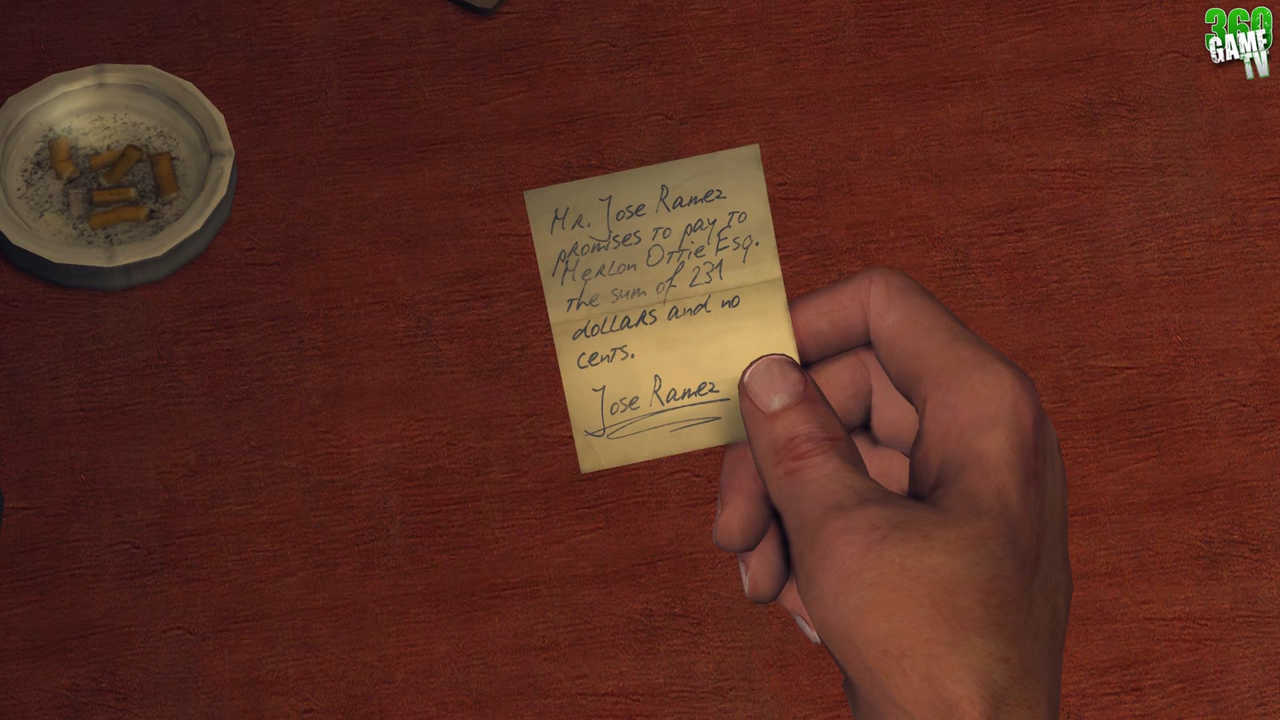 360
GAME
TV
Mr. Jose Ramez
promises to pay to
Merlon Ottie Esq.
the sum of 231
dollars and no
cents.
Jose Ramez